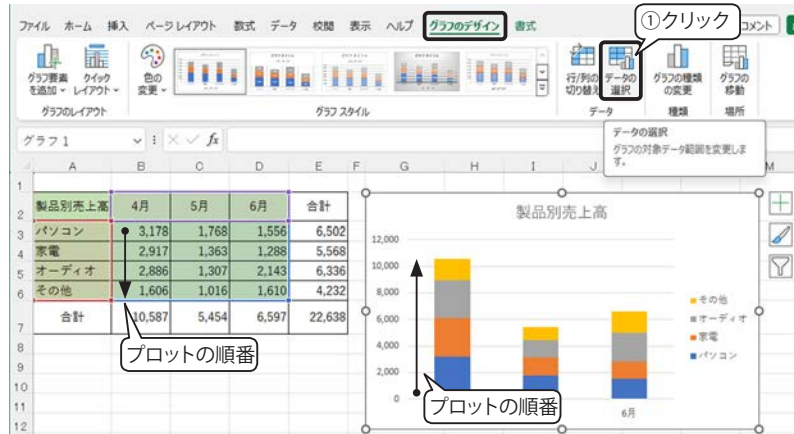 ファイル ホーム 挿入 ページ レイアウト 数式 データ 校閲 表示 ヘルプ グラフのデザイン 書式
①クリック
コメント
グラフ要素を追加
クイックレイアウト
色の変更
行/列の切り替え
データの選択
グラフの種類の変更
グラフの移動
グラフのレイアウト グラフ スタイル データ 種類 場所
データの選択
グラフの対象データ範囲を変更しま
す。
グラフ 1 fx
A B C D E F G H I J M
1
2 製品別売上高 4月 5月 6月 合計
3 パソコン 3,178 1,768 1,556 6,502
4 家電 2,917 1,363 1,288 5,568
5 オーディオ 2,886 1,307 2,143 6,336
6 その他 1,606 1,016 1,610 4,232
7 合計 10,587 5,454 6,597 22,638
8
9
10
11
12
プロットの順番
製品別売上高
12,000
10,000
8,000
6,000
4,000
2,000
0
6月
その他
オーディオ
家電
パソコン
プロットの順番